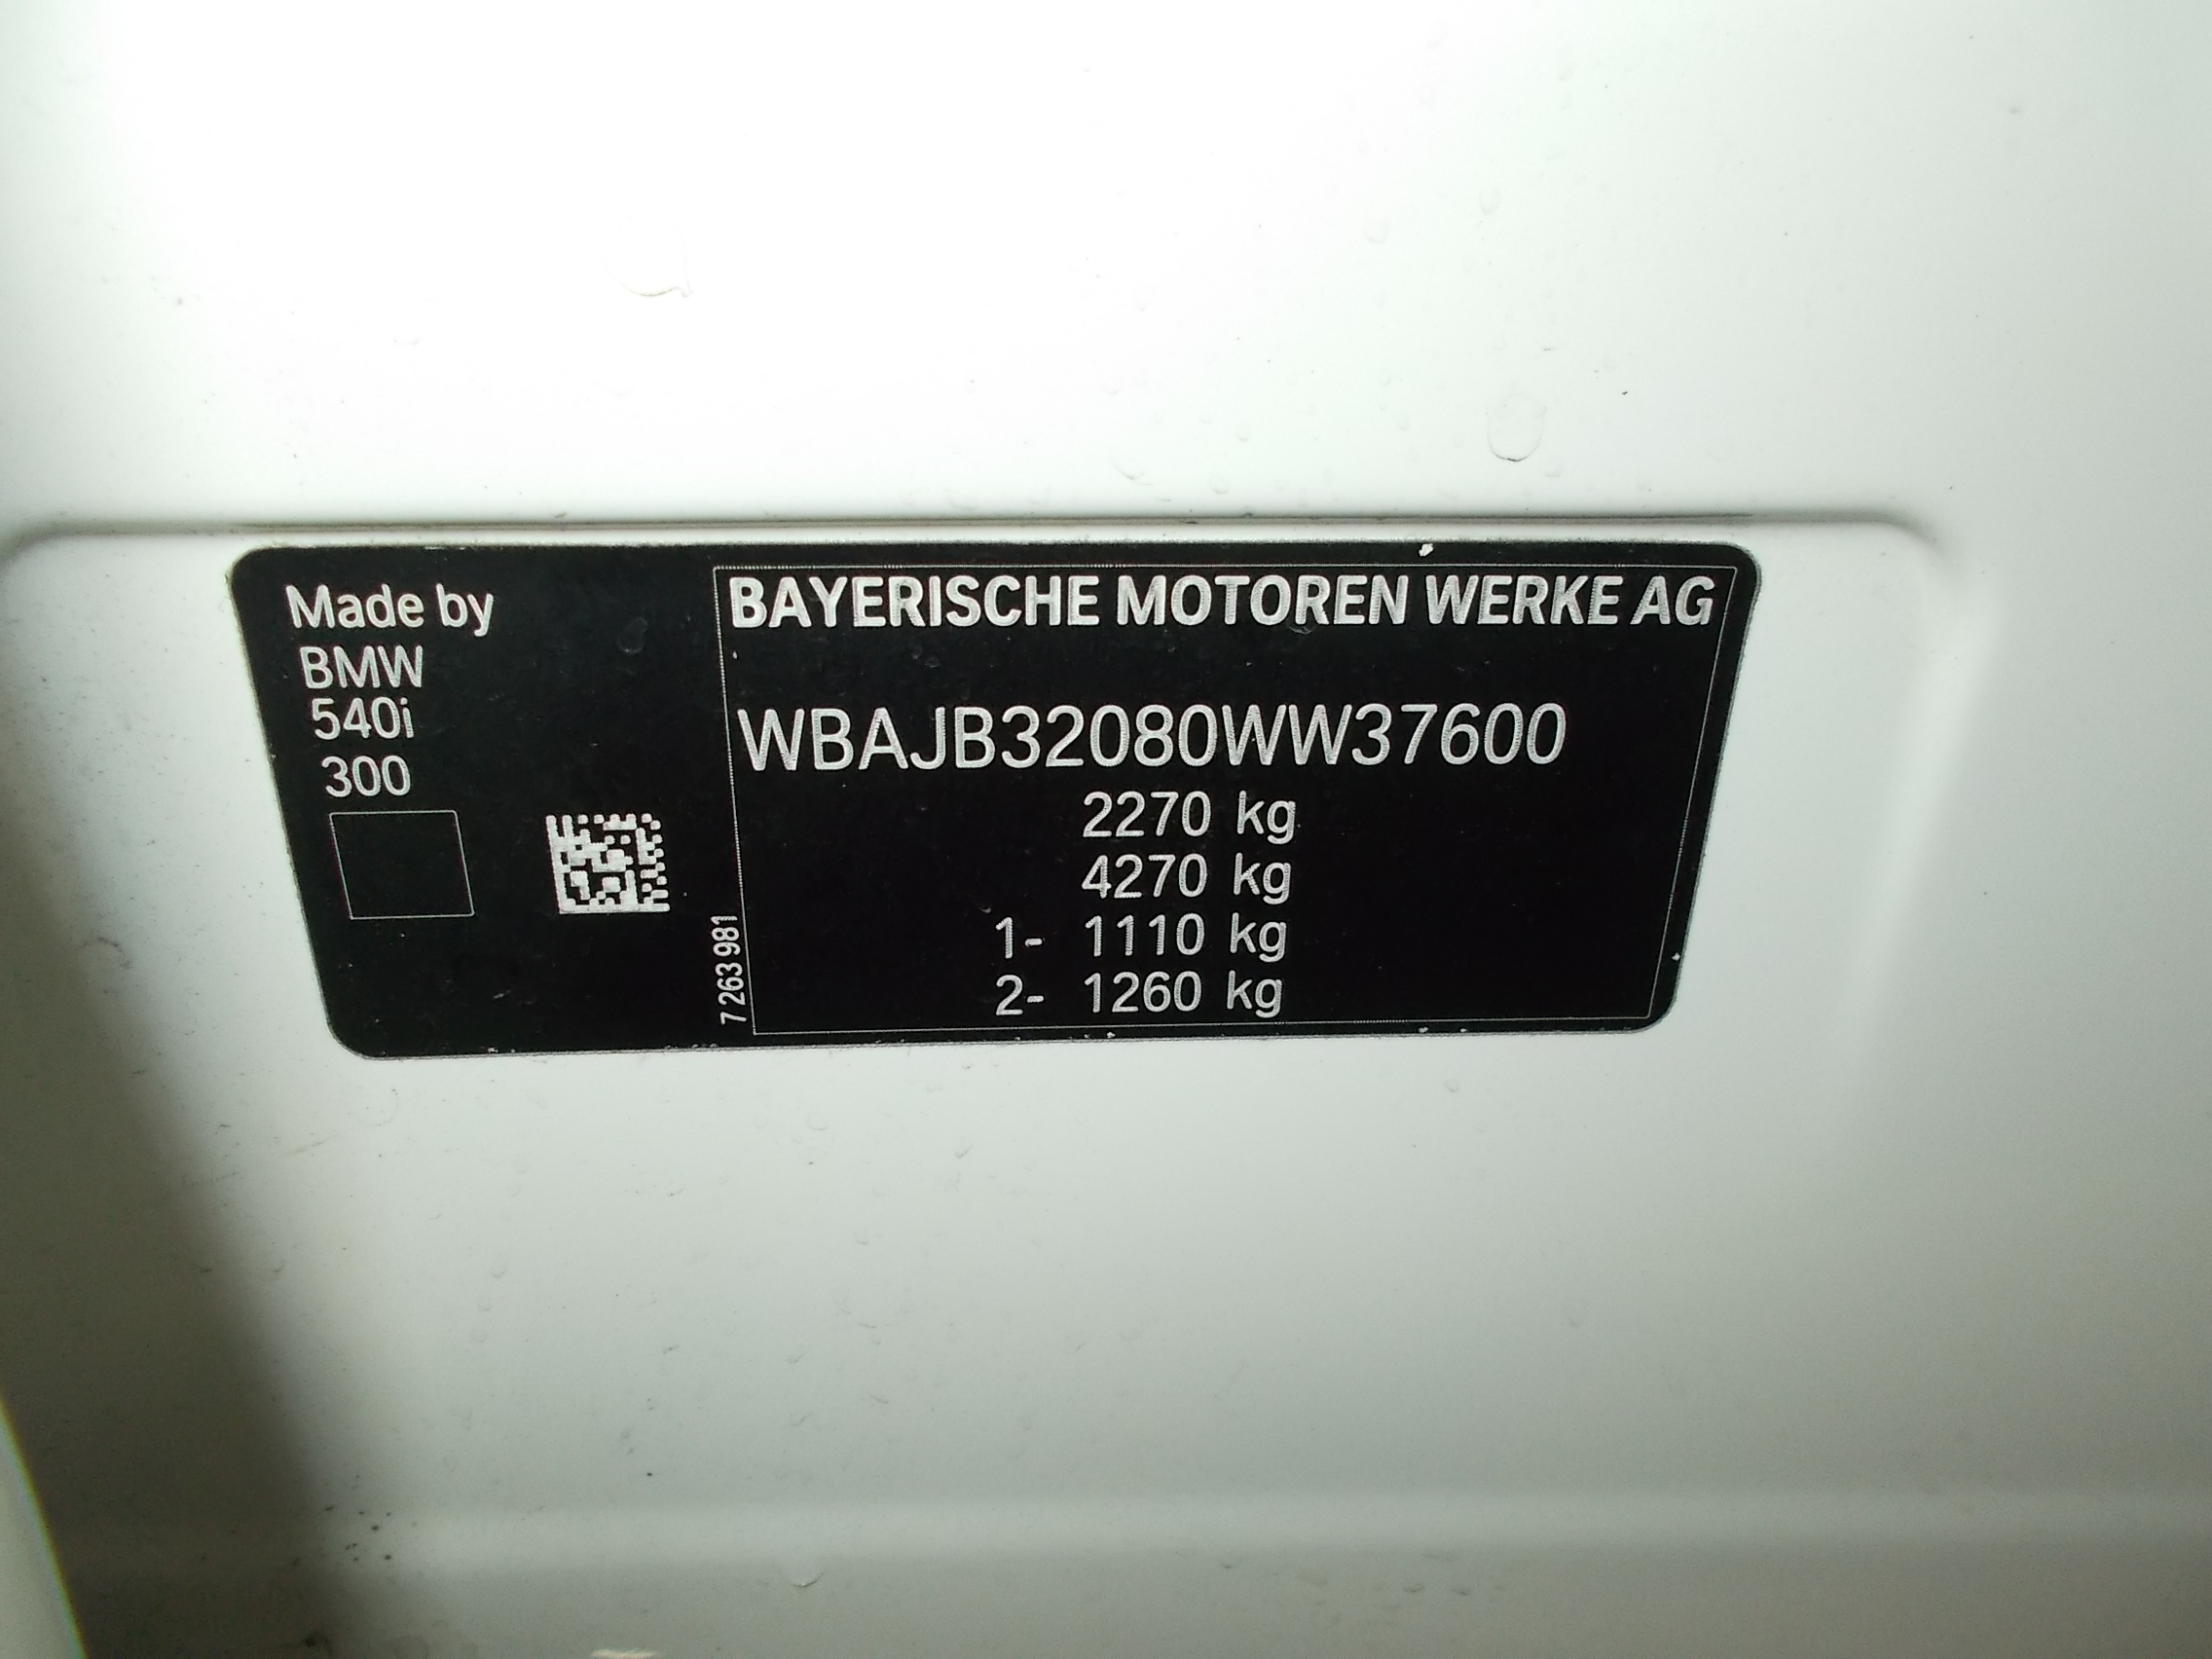 Made by
BMW
540i
300
7 263 981
BAYERISCHE MOTOREN WERKE AG
WBAJB32080WW37600
2270 kg
4270 kg
1- 1110 kg
2- 1260 kg